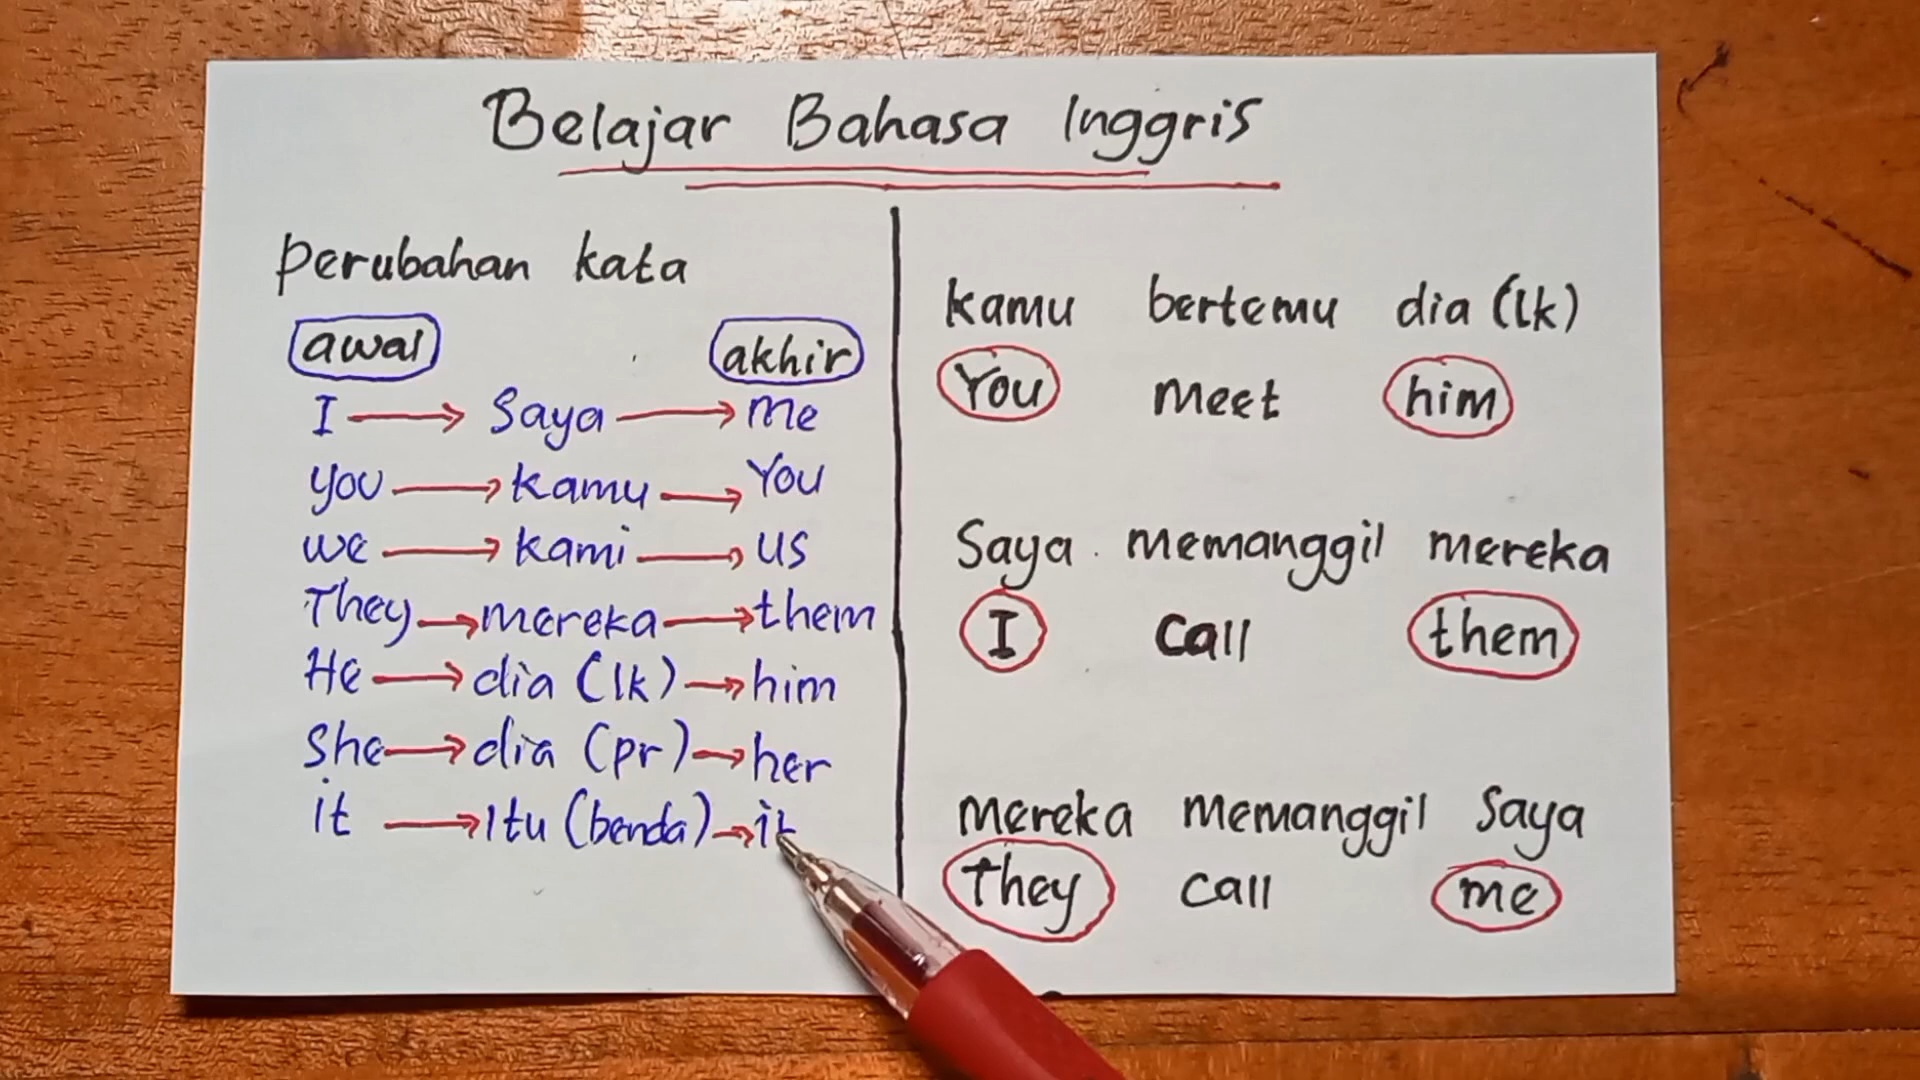 Belajar Bahasa Inggris
perubahan kata
awal akhir
I → Saya → me
you → kamu → You
we → kami → us
They → mereka → them
He → dia (lk) → him
She → dia (pr) → her
it → Itu (benda) → it
kamu bertemu dia (lk)
You meet him
Saya memanggil mereka
I call them
mereka memanggil Saya
They call me